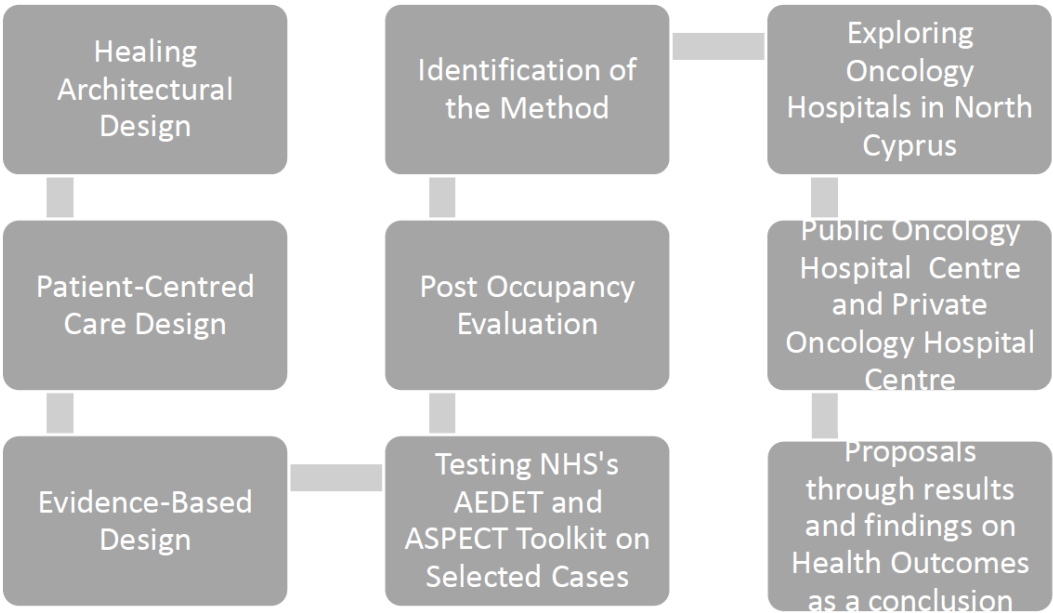 Healing
Architectural
Design
Patient-Centred
Care Design
Evidence-Based
Design
Testing NHS's
AEDET and
ASPECT Toolkit on
Selected Cases
Post Occupancy
Evaluation
Identification of
the Method
Exploring
Oncology
Hospitals in North
Cyprus
Public Oncology
Hospital Centre
and Private
Oncology Hospital
Centre
Proposals
through results
and findings on
Health Outcomes
as a conclusion